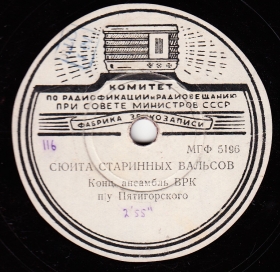 КОМИТЕТ
ПО РАДИОФИКАЦИИ и РАДИОВЕЩАНИЮ
ПРИ СОВЕТЕ МИНИСТРОВ СССР
ФАБРИКА ЗВУКОЗАПИСИ
116
МГФ 5196
СЮИТА СТАРИННЫХ ВАЛЬСОВ
Конц. ансамбль ВРК
п/у Пятигорского
2'55"